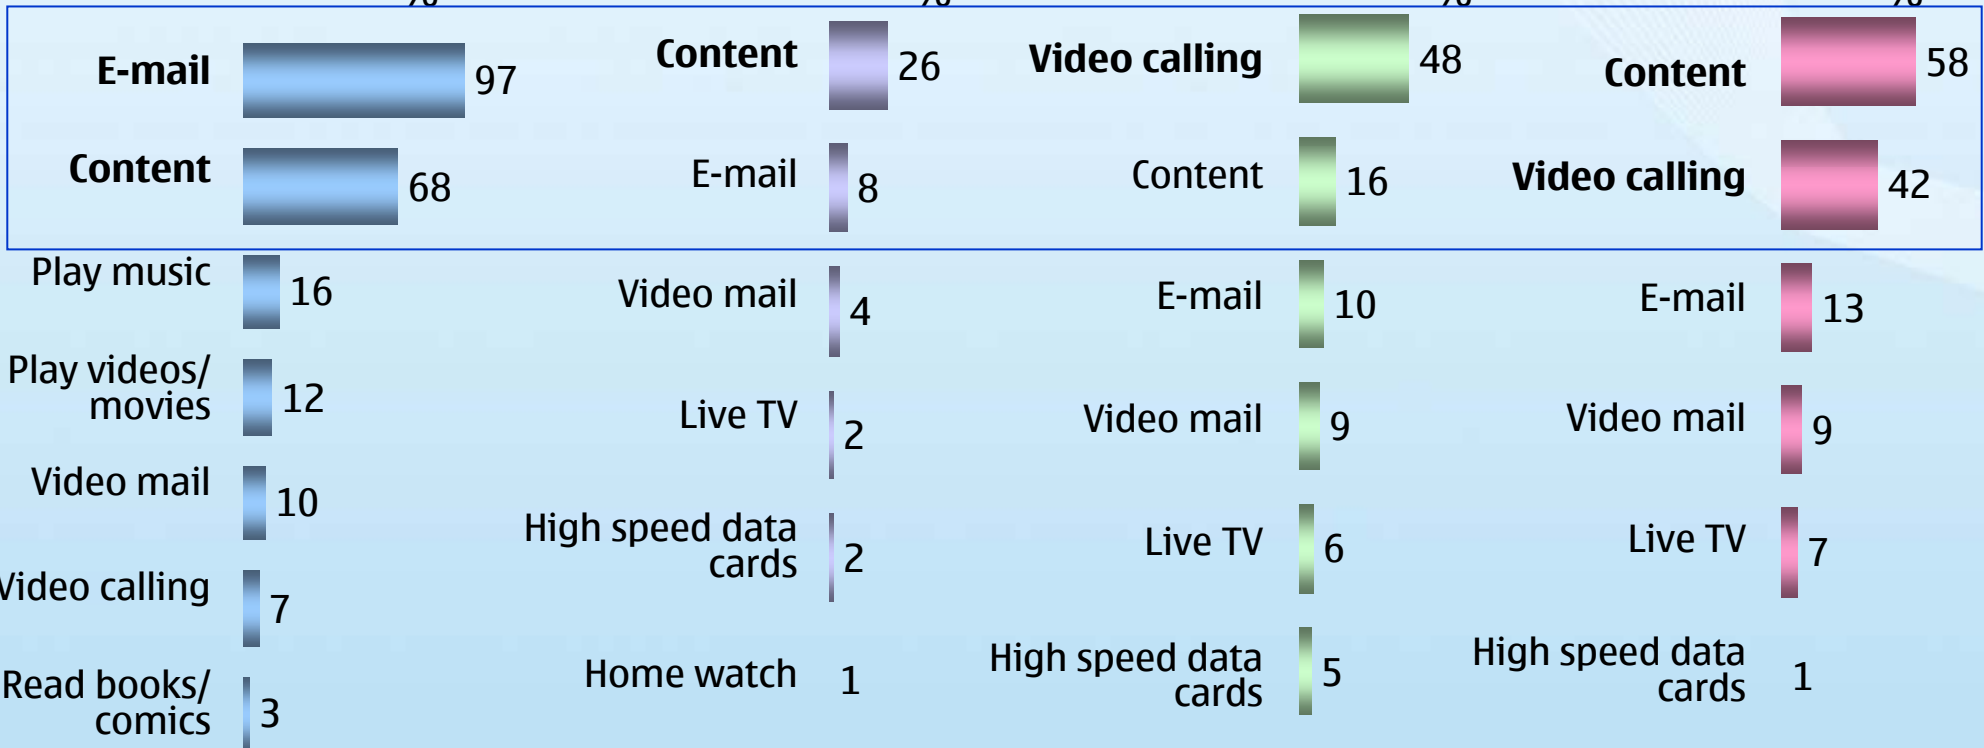 % % % %
E-mail 97
Content 68
Play music 16
Play videos/
movies 12
Video mail 10
Video calling 7
Read books/
comics 3
Content 26
E-mail 8
Video mail 4
Live TV 2
High speed data
cards 2
Home watch 1
Video calling 48
Content 16
E-mail 10
Video mail 9
Live TV 6
High speed data
cards 5
Content 58
Video calling 42
E-mail 13
Video mail 9
Live TV 7
High speed data
cards 1